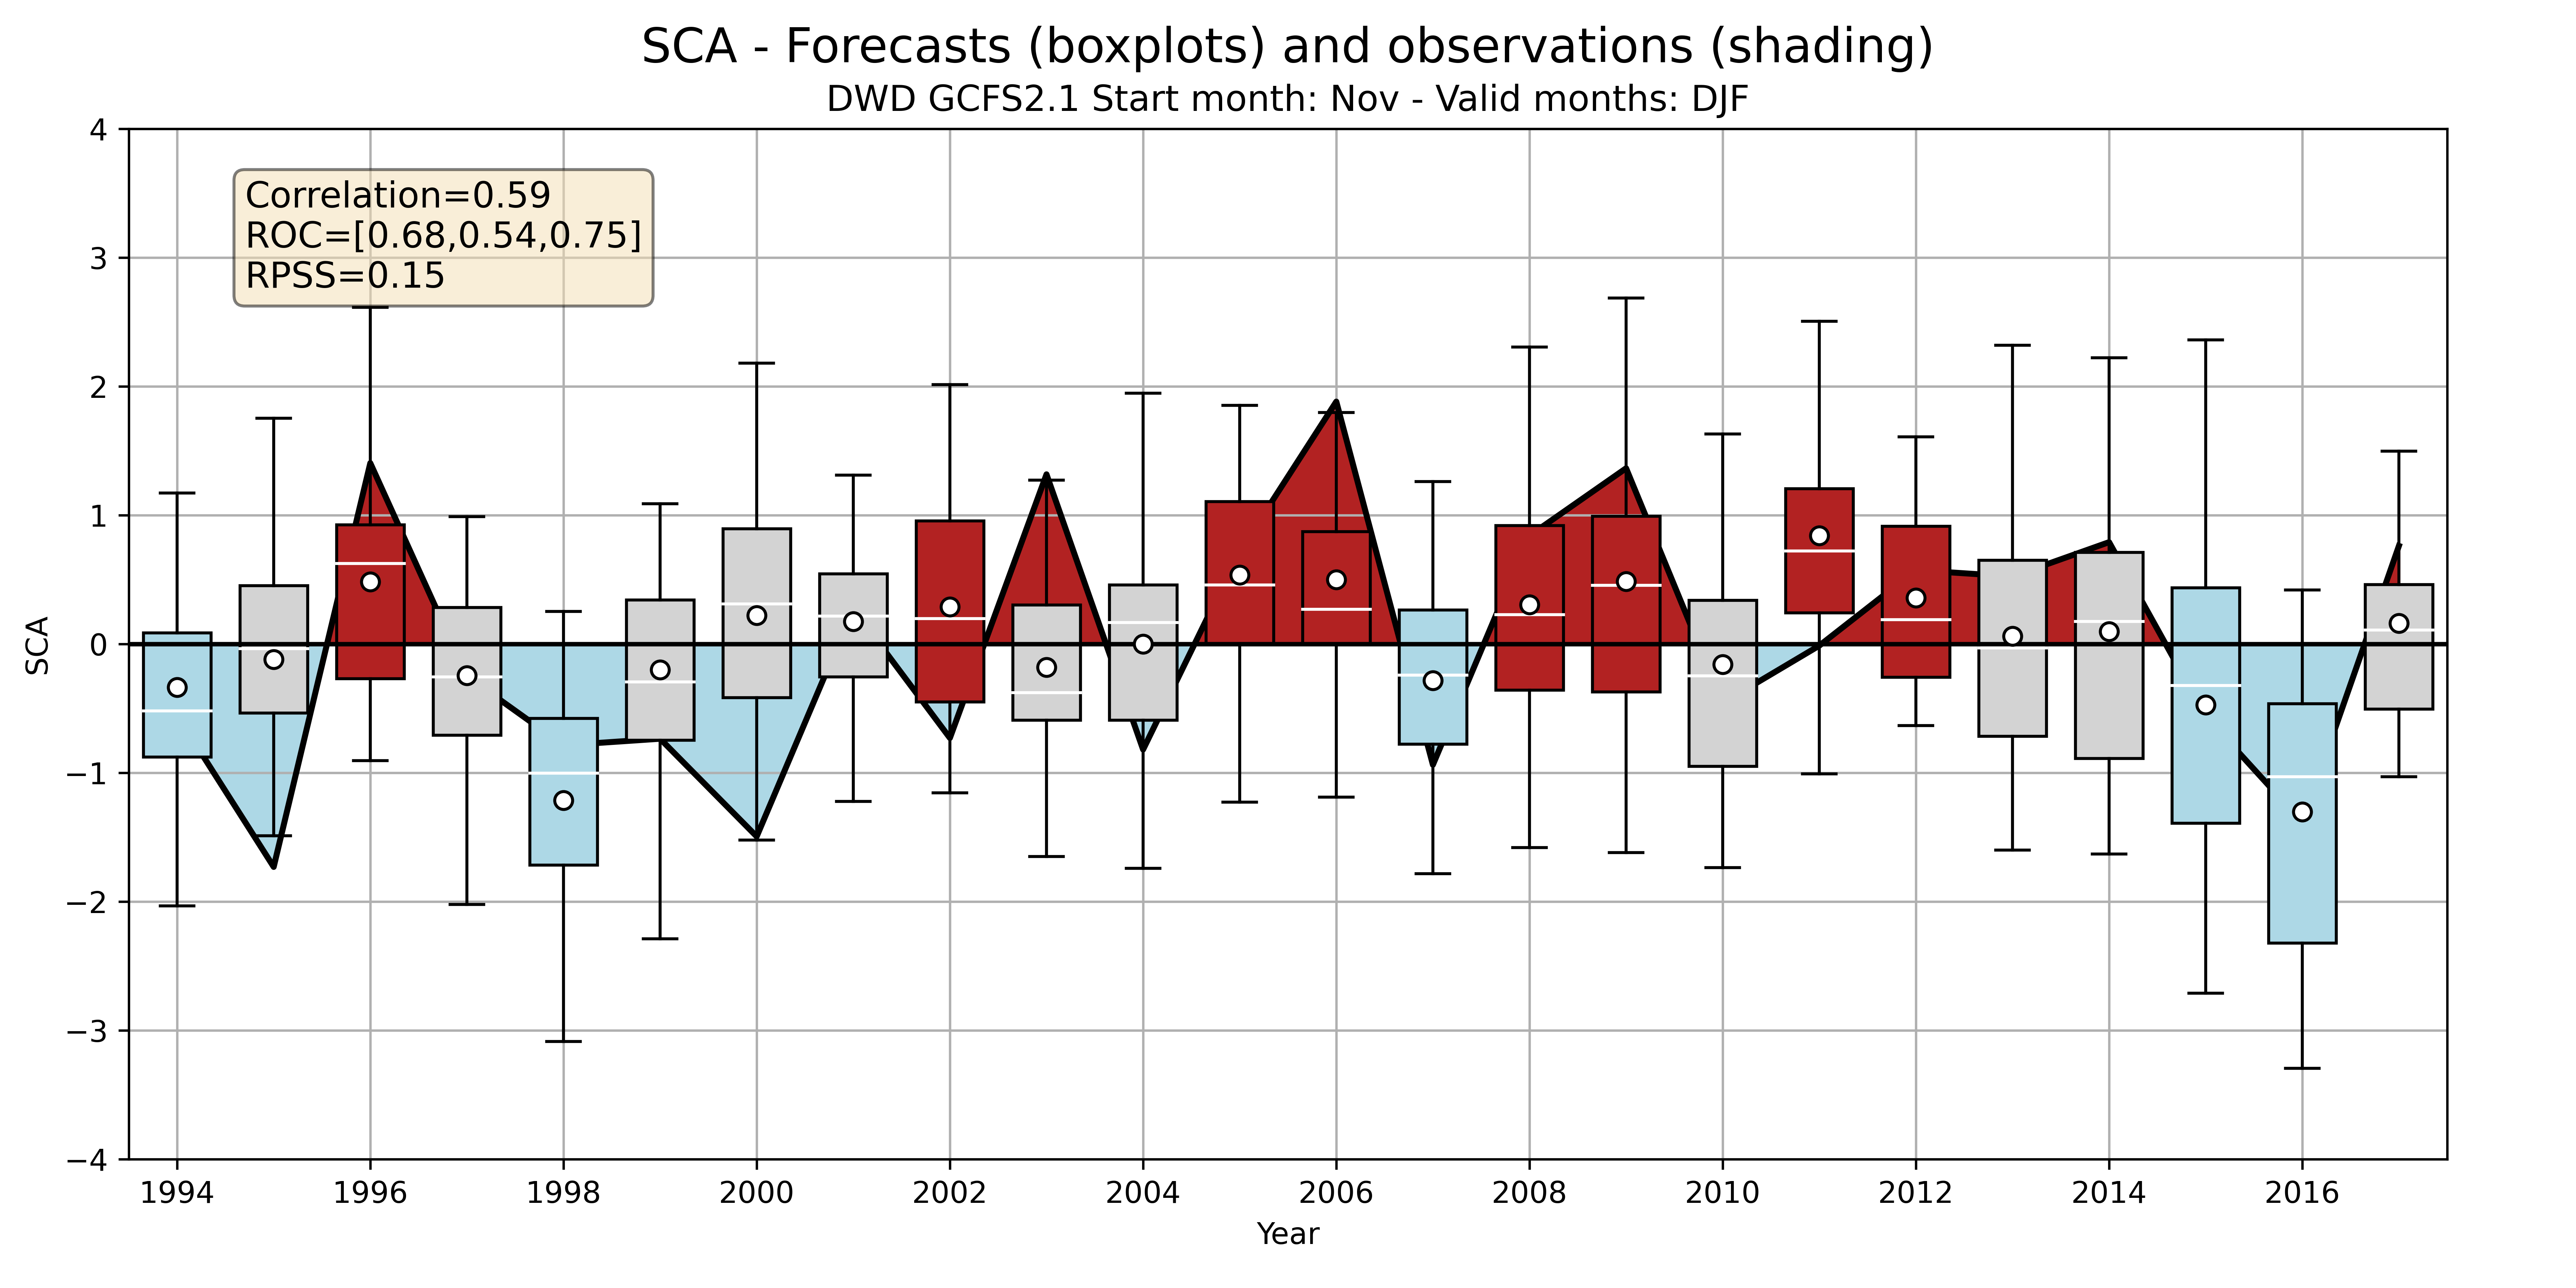 SCA - Forecasts (boxplots) and observations (shading)
DWD GCFS2.1 Start month: Nov - Valid months: DJF
Correlation=0.59
ROC=[0.68,0.54,0.75]
RPSS=0.15
4
3
2
1
0
−1
−2
−3
−4
SCA
1994 1996 1998 2000 2002 2004 2006 2008 2010 2012 2014 2016
Year